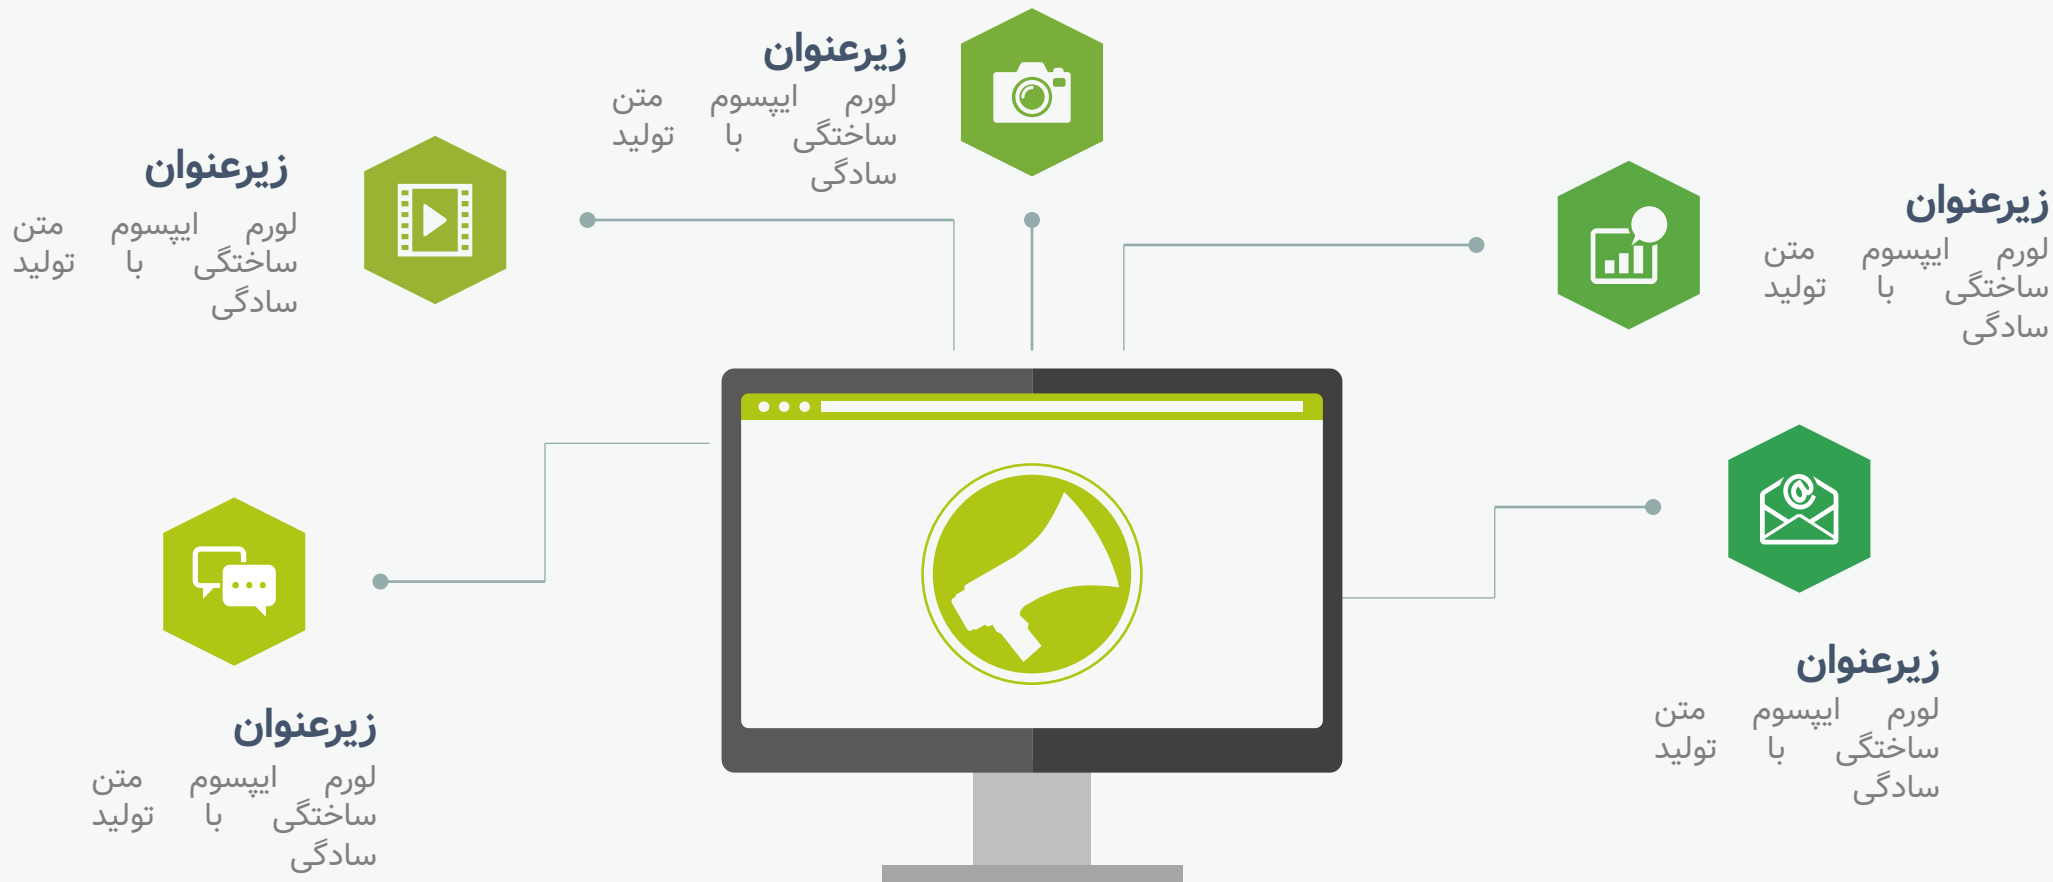 زیرعنوان
لورم ایپسوم متن
ساختگی با تولید
سادگی
زیرعنوان
لورم ایپسوم متن
ساختگی با تولید
سادگی
زیرعنوان
لورم ایپسوم متن
ساختگی با تولید
سادگی
زیرعنوان
لورم ایپسوم متن
ساختگی با تولید
سادگی
زیرعنوان
لورم ایپسوم متن
ساختگی با تولید
سادگی